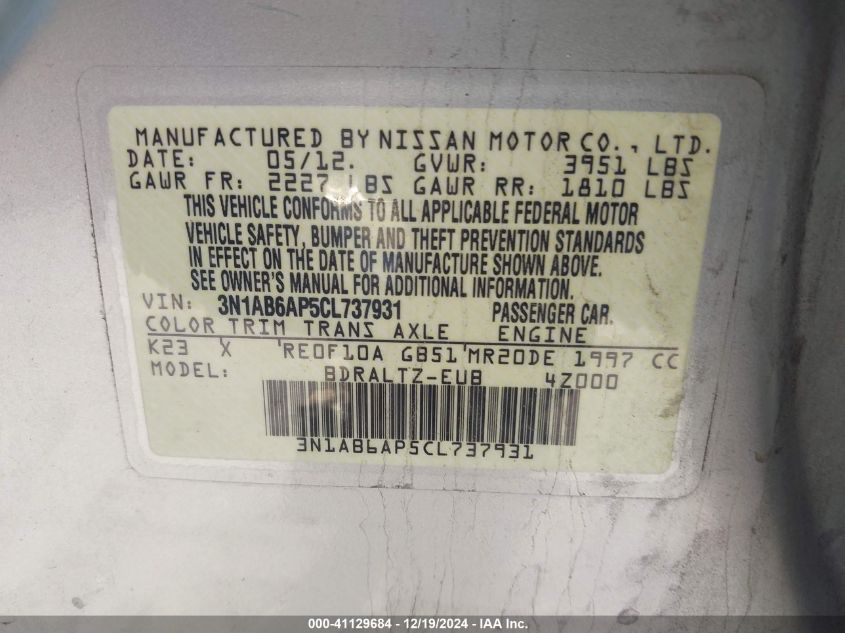 MANUFACTURED BY NISSAN MOTOR CO., LTD.
DATE: 05/12. GVWR: 3951 LBS
GAWR FR: 2227 LBS GAWR RR: 1810 LBS
THIS VEHICLE CONFORMS TO ALL APPLICABLE FEDERAL MOTOR
VEHICLE SAFETY, BUMPER AND THEFT PREVENTION STANDARDS
IN EFFECT ON THE DATE OF MANUFACTURE SHOWN ABOVE.
SEE OWNER'S MANUAL FOR ADDITIONAL INFORMATION.
VIN: 3N1AB6AP5CL737931 PASSENGER CAR.
COLOR TRIM TRANS AXLE ENGINE
K23 X 'RE0F10A GB51'MR20DE 1997 CC
MODEL: BDRALTZ-EUB 4Z000
3N1AB6AP5CL737931
000-41129684 - 12/19/2024 - IAA Inc.